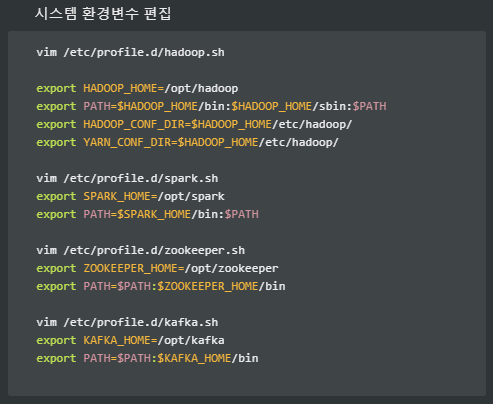 시스템 환경변수 편집
vim /etc/profile.d/hadoop.sh
export HADOOP_HOME=/opt/hadoop
export PATH=$HADOOP_HOME/bin:$HADOOP_HOME/sbin:$PATH
export HADOOP_CONF_DIR=$HADOOP_HOME/etc/hadoop/
export YARN_CONF_DIR=$HADOOP_HOME/etc/hadoop/
vim /etc/profile.d/spark.sh
export SPARK_HOME=/opt/spark
export PATH=$SPARK_HOME/bin:$PATH
vim /etc/profile.d/zookeeper.sh
export ZOOKEEPER_HOME=/opt/zookeeper
export PATH=$PATH:$ZOOKEEPER_HOME/bin
vim /etc/profile.d/kafka.sh
export KAFKA_HOME=/opt/kafka
export PATH=$PATH:$KAFKA_HOME/bin